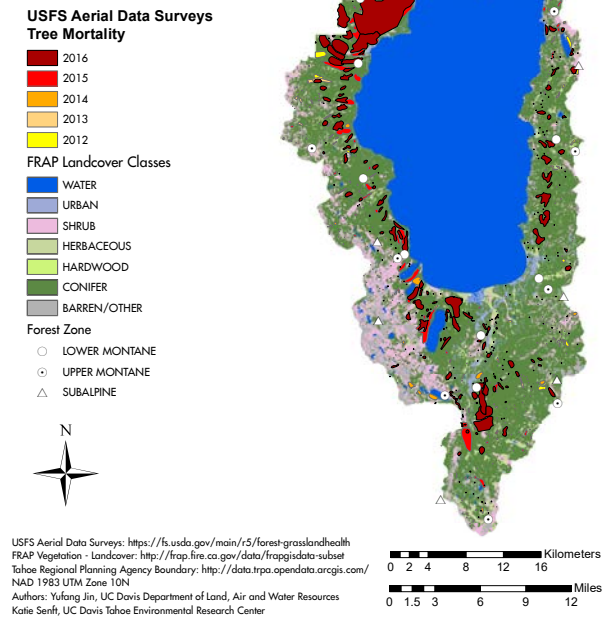 USFS Aerial Data Surveys
Tree Mortality
2016
2015
2014
2013
2012
FRAP Landcover Classes
WATER
URBAN
SHRUB
HERBACEOUS
HARDWOOD
CONIFER
BARREN/OTHER
Forest Zone
LOWER MONTANE
UPPER MONTANE
SUBALPINE
N
USFS Aerial Data Surveys: https://fs.usda.gov/main/r5/forest-grasslandhealth
FRAP Vegetation - Landcover: http://frap.fire.ca.gov/data/frapgisdata-subset
Tahoe Regional Planning Agency Boundary: http://data.trpa.opendata.arcgis.com/
NAD 1983 UTM Zone 10N
Authors: Yufang Jin, UC Davis Department of Land, Air and Water Resources
Katie Senft, UC Davis Tahoe Environmental Research Center
Kilometers
0 2 4 8 12 16
Miles
0 1.5 3 6 9 12